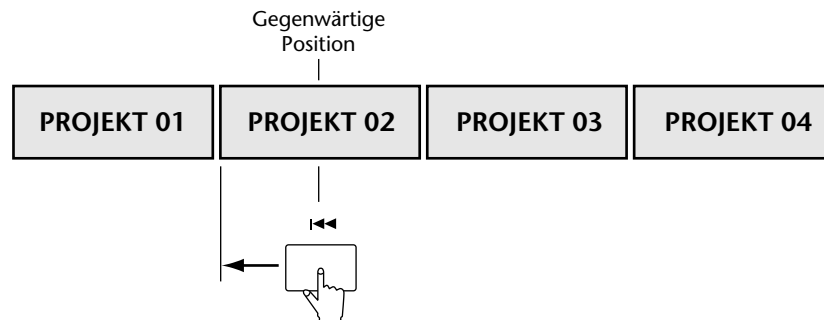 Gegenwärtige
Position
PROJEKT 01
PROJEKT 02
PROJEKT 03
PROJEKT 04